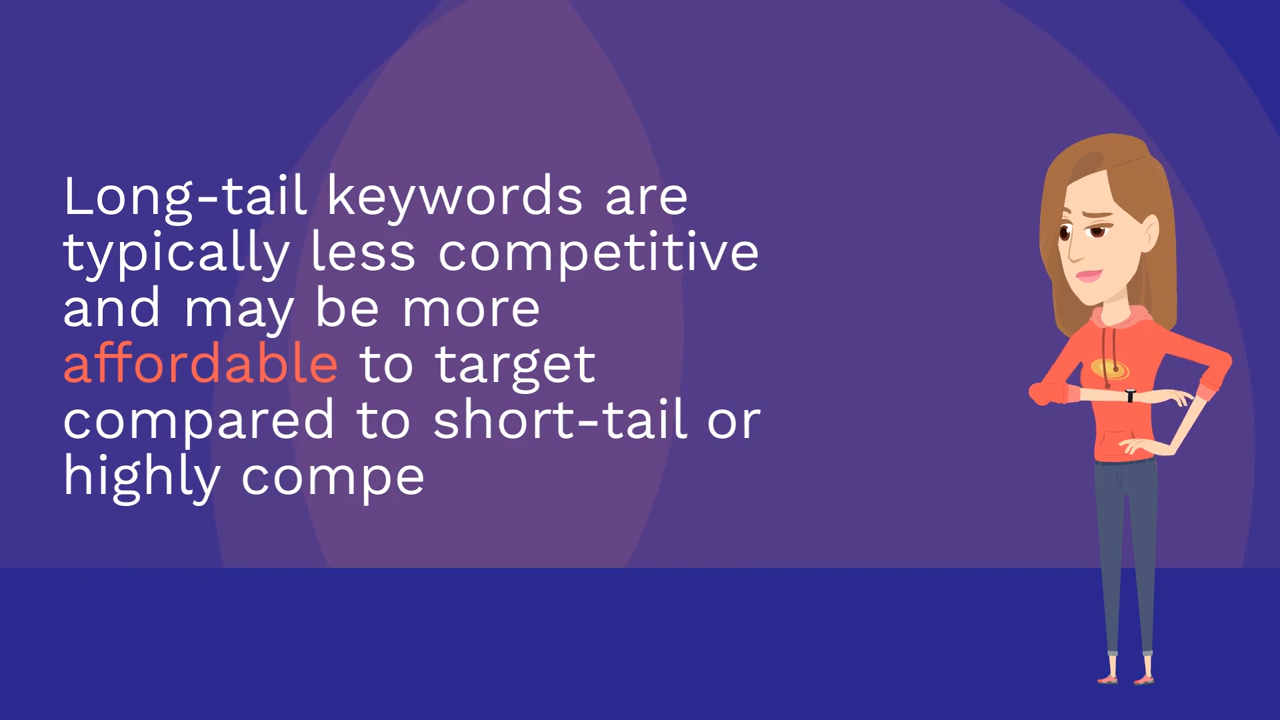 Long-tail keywords are
typically less competitive
and may be more
affordable to target
compared to short-tail or
highly compe